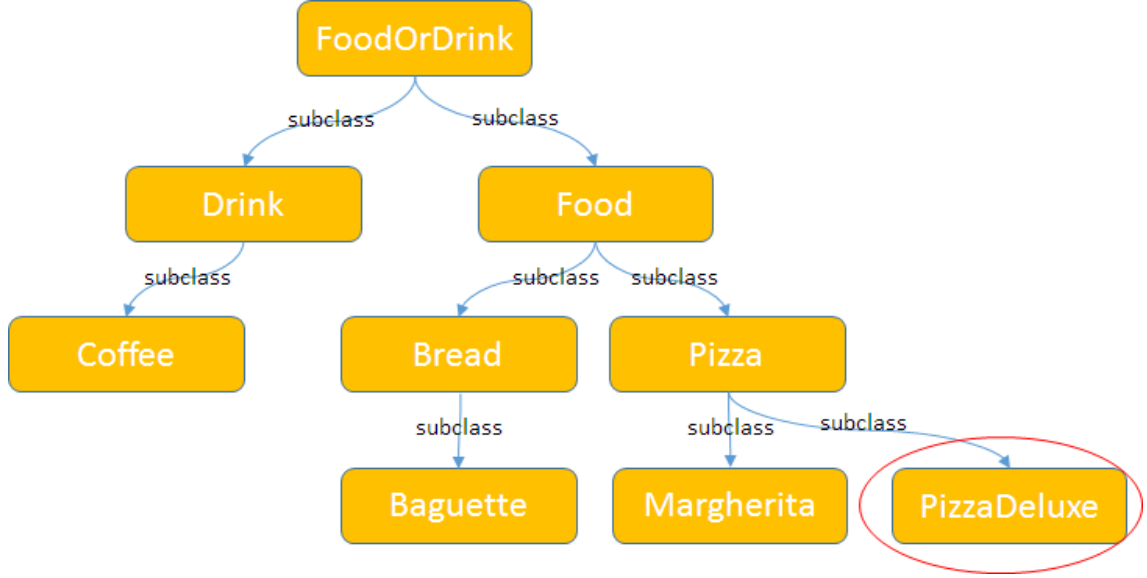 FoodOrDrink
subclass
subclass
Drink
Food
subclass
subclass
subclass
Coffee
Bread
Pizza
subclass
subclass
subclass
Baguette
Margherita
PizzaDeluxe